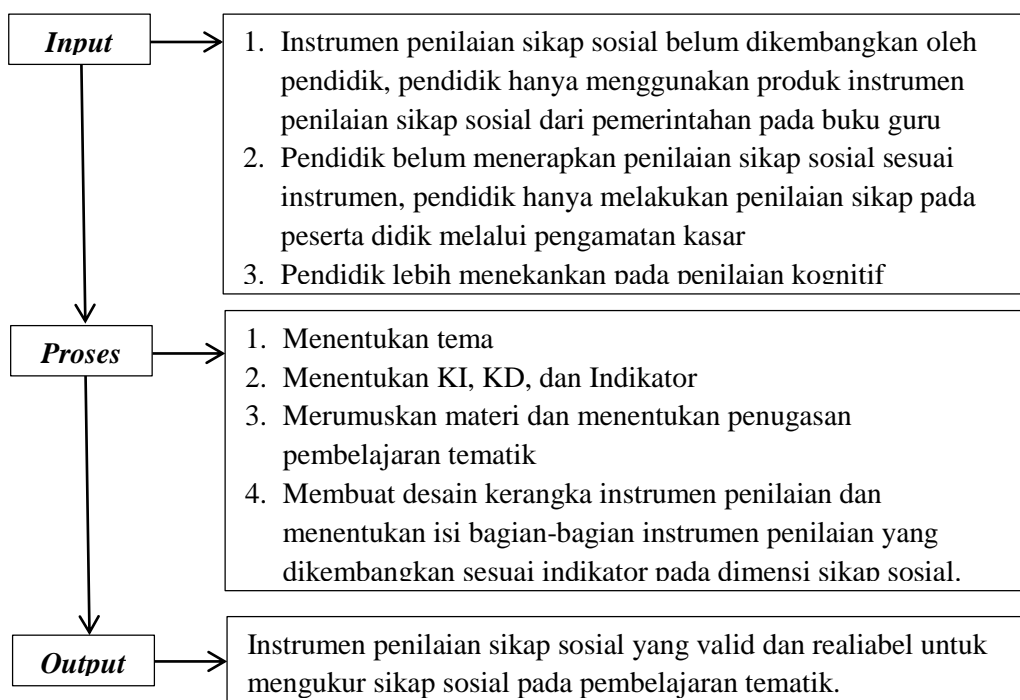 Input
1. Instrumen penilaian sikap sosial belum dikembangkan oleh
pendidik, pendidik hanya menggunakan produk instrumen
penilaian sikap sosial dari pemerintahan pada buku guru
2. Pendidik belum menerapkan penilaian sikap sosial sesuai
instrumen, pendidik hanya melakukan penilaian sikap pada
peserta didik melalui pengamatan kasar
3. Pendidik lebih menekankan pada penilaian kognitif
Proses
1. Menentukan tema
2. Menentukan KI, KD, dan Indikator
3. Merumuskan materi dan menentukan penugasan
pembelajaran tematik
4. Membuat desain kerangka instrumen penilaian dan
menentukan isi bagian-bagian instrumen penilaian yang
dikembangkan sesuai indikator pada dimensi sikap sosial.
Output
Instrumen penilaian sikap sosial yang valid dan realiabel untuk
mengukur sikap sosial pada pembelajaran tematik.